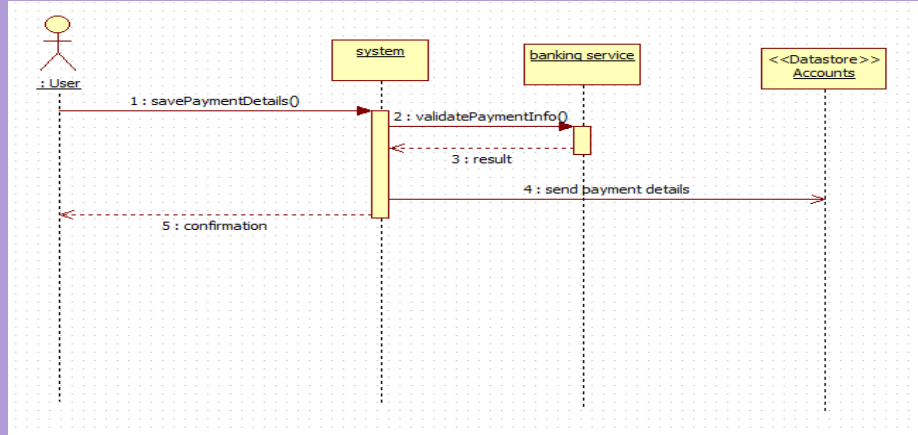 system
banking service
<<Datastore>>
Accounts
: User
1 : savePaymentDetails()
2 : validatePaymentInfo()
3 : result
4 : send payment details
5 : confirmation